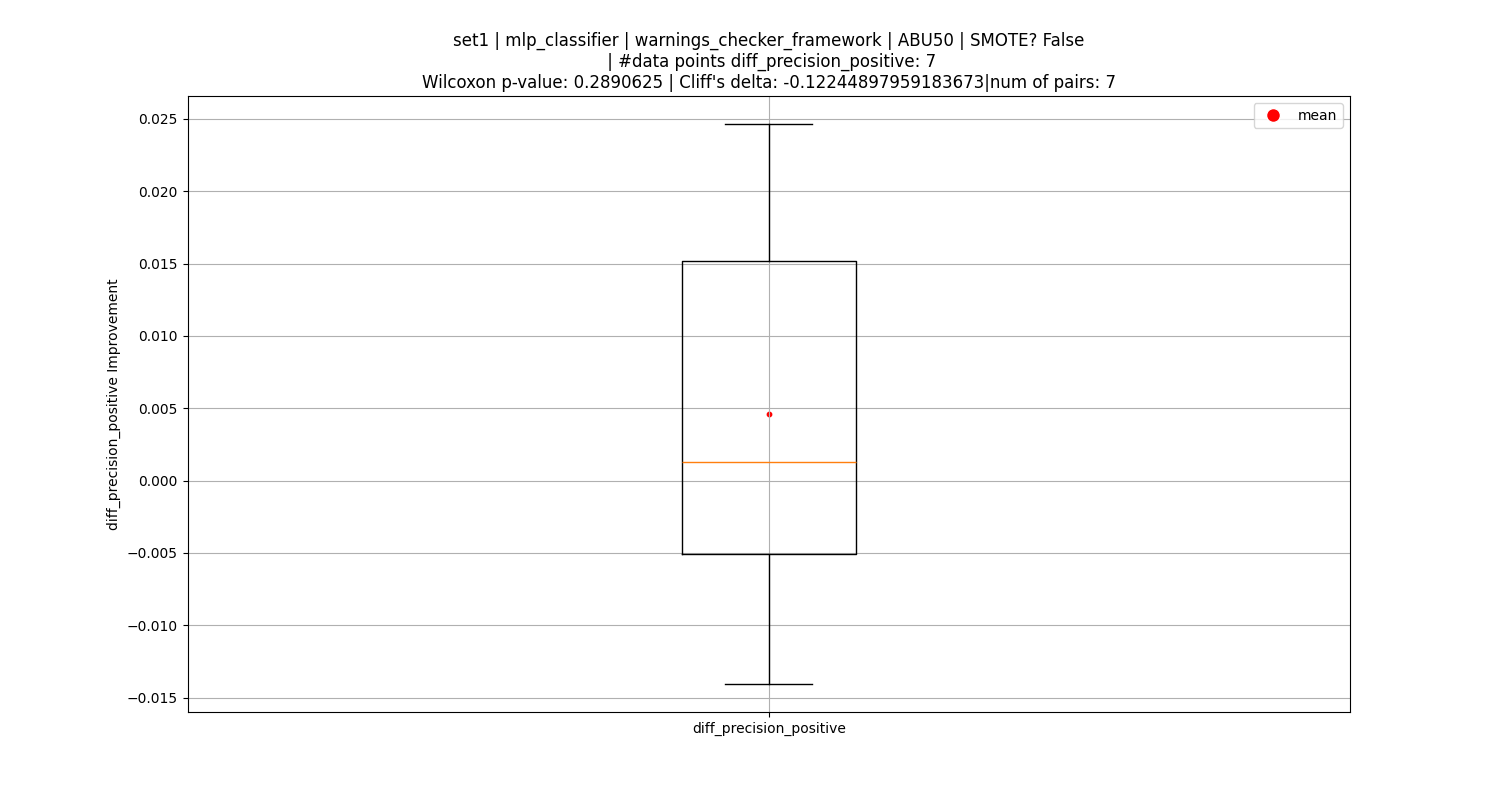 set1 | mlp_classifier | warnings_checker_framework | ABU50 | SMOTE? False
| #data points diff_precision_positive: 7
Wilcoxon p-value: 0.2890625 | Cliff's delta: -0.12244897959183673|num of pairs: 7
mean
0.025
0.020
0.015
0.010
0.005
0.000
−0.005
−0.010
−0.015
diff_precision_positive Improvement
diff_precision_positive